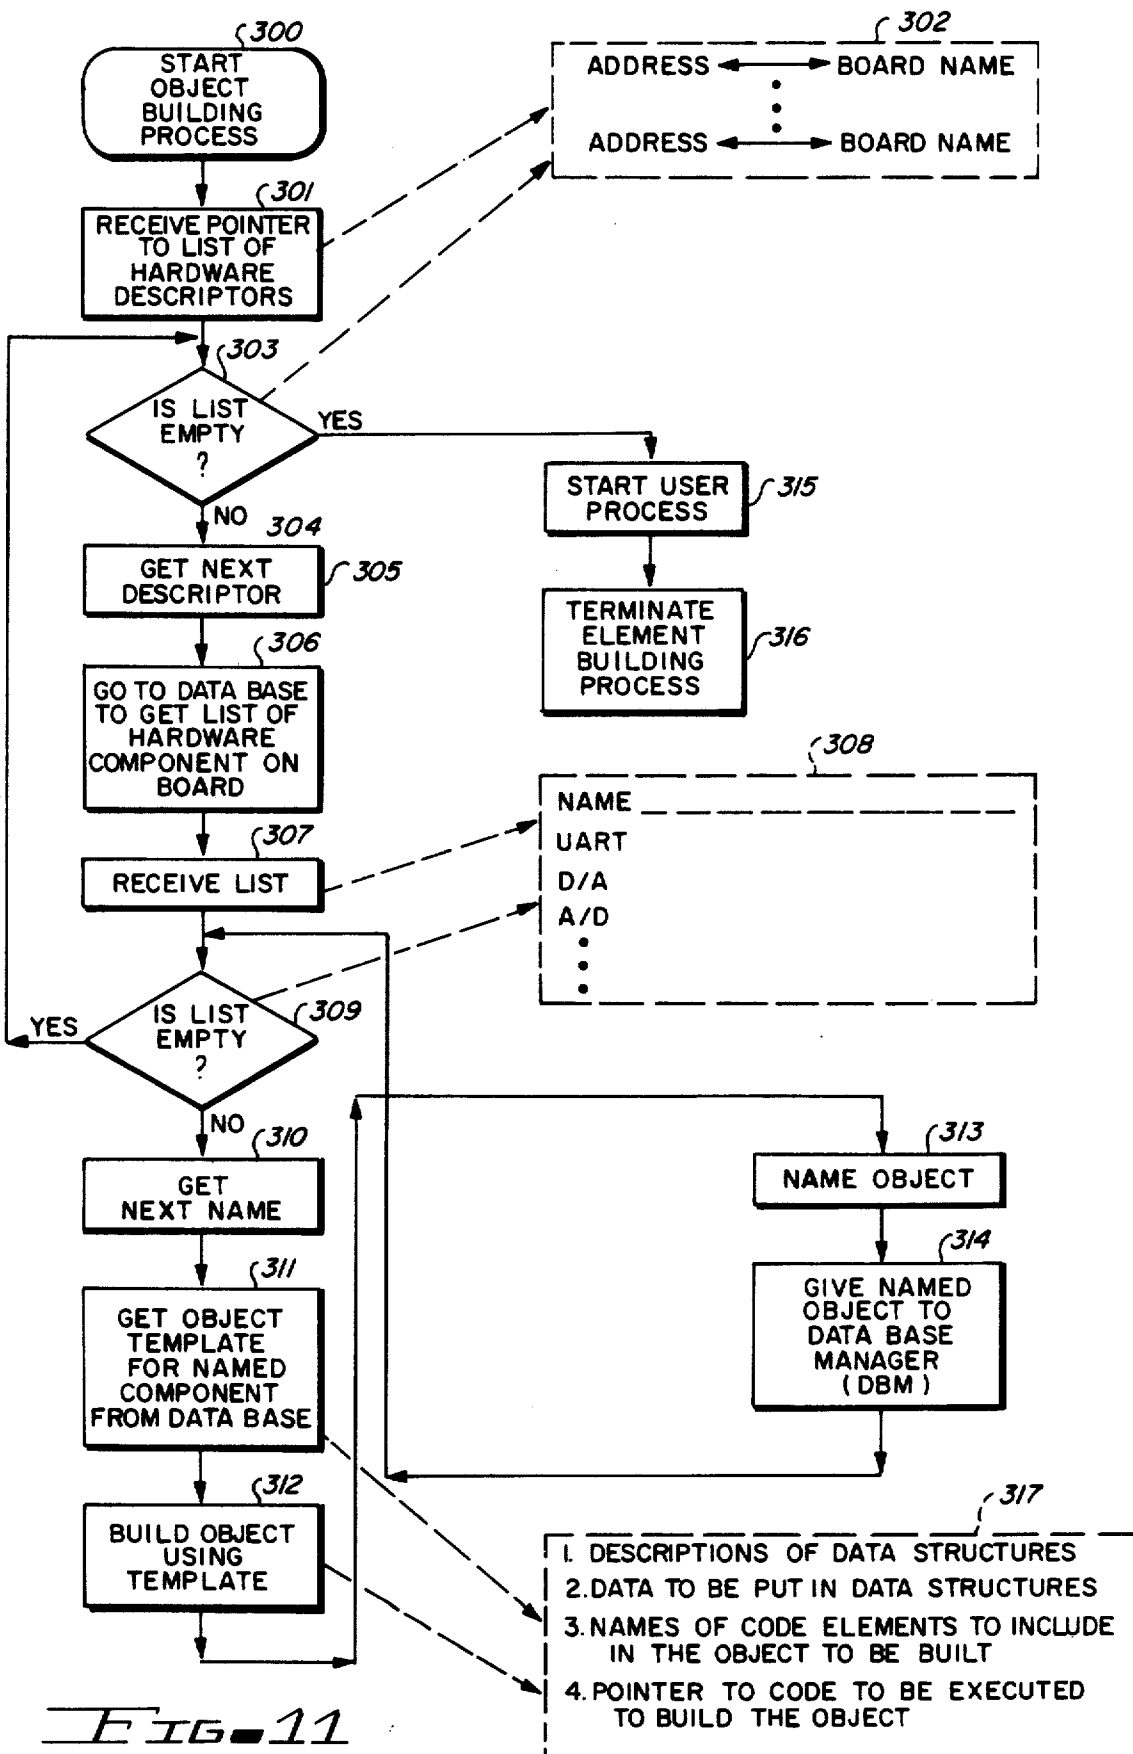 300
START
OBJECT
BUILDING
PROCESS
302
ADDRESS BOARD NAME
ADDRESS BOARD NAME
301
RECEIVE POINTER
TO LIST OF
HARDWARE
DESCRIPTORS
303
IS LIST
EMPTY
?
YES
NO
START USER
PROCESS
315
304
GET NEXT
DESCRIPTOR
305
TERMINATE
ELEMENT
BUILDING
PROCESS
316
306
GO TO DATA BASE
TO GET LIST OF
HARDWARE
COMPONENT ON
BOARD
308
NAME
UART
D/A
A/D
307
RECEIVE LIST
IS LIST
EMPTY
?
309
YES
NO
310
GET
NEXT NAME
313
NAME OBJECT
311
GET OBJECT
TEMPLATE
FOR NAMED
COMPONENT
FROM DATA BASE
314
GIVE NAMED
OBJECT TO
DATA BASE
MANAGER
(DBM)
312
BUILD OBJECT
USING
TEMPLATE
317
1. DESCRIPTIONS OF DATA STRUCTURES
2. DATA TO BE PUT IN DATA STRUCTURES
3. NAMES OF CODE ELEMENTS TO INCLUDE
IN THE OBJECT TO BE BUILT
4. POINTER TO CODE TO BE EXECUTED
TO BUILD THE OBJECT
FIG-11